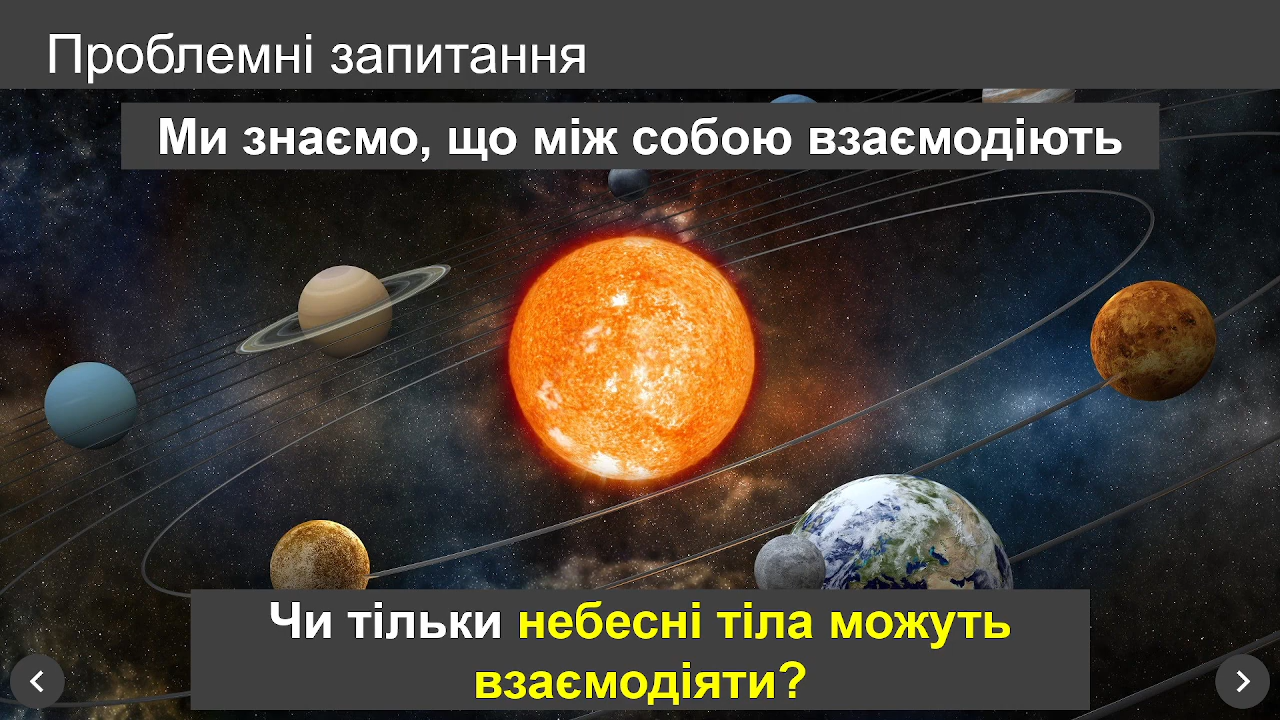 Проблемні запитання
Ми знаємо, що між собою взаємодіють
Чи тільки небесні тіла можуть
взаємодіяти?